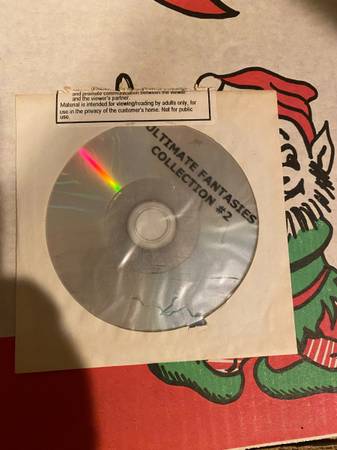 and promote communication between the viewer
and the viewer's partner.
Material is intended for viewing/reading by adults only, for
use in the privacy of the customer's home. Not for public
use.
ULTIMATE FANTASIES
COLLECTION #2